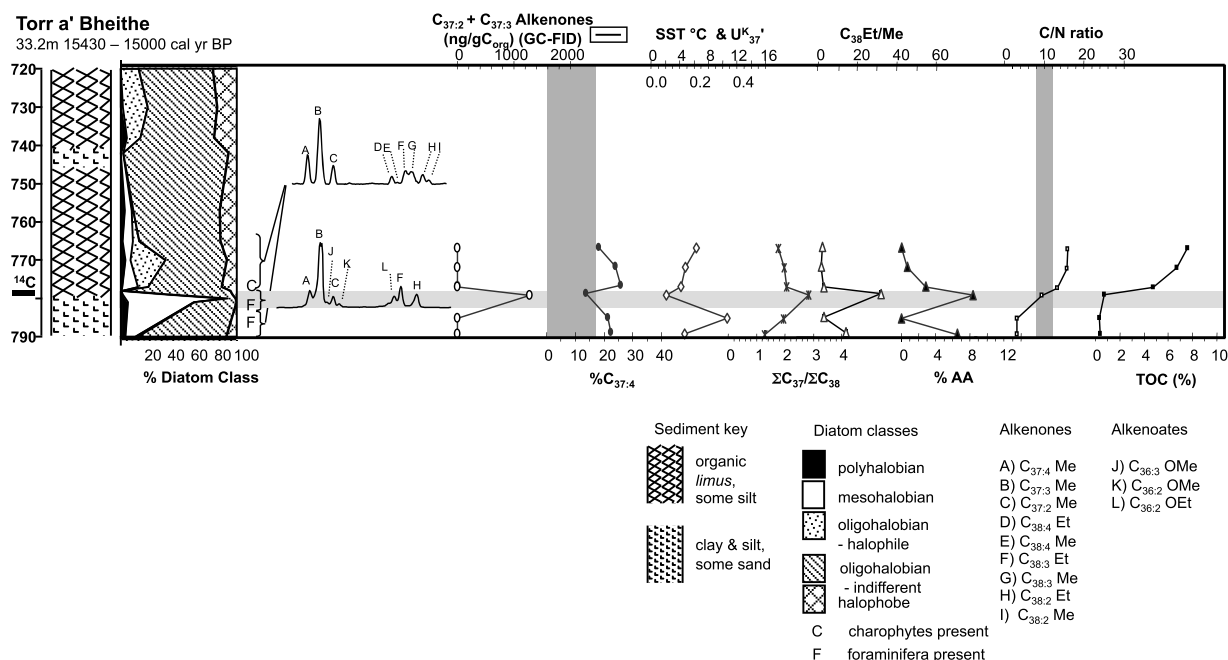 Torr a' Bheithe
33.2m 15430 – 15000 cal yr BP
C37:2 + C37:3 Alkenones
(ng/gCorg) (GC-FID)
SST °C & UK37'
C38Et/Me
C/N ratio
0 1000 2000
0 4 8 12 16
0.0 0.2 0.4
0 20 40 60
0 10 20 30
720
730
740
750
760
770
14C
790
A B C D E F G H I
A B J C K L F H
C
F
F
20 40 60 80 100
% Diatom Class
0 10 20 30 40
%C37:4
0 1 2 3 4
ΣC37/ΣC38
0 4 8 12
% AA
0 2 4 6 8 10
TOC (%)
Sediment key
organic
limus,
some silt
clay & silt,
some sand
Diatom classes
polyhalobian
mesohalobian
oligohalobian
- halophile
oligohalobian
- indifferent
halophobe
C charophytes present
F foraminifera present
Alkenones
A) C37:4 Me
B) C37:3 Me
C) C37:2 Me
D) C38:4 Et
E) C38:4 Me
F) C38:3 Et
G) C38:3 Me
H) C38:2 Et
I) C38:2 Me
Alkenoates
J) C36:3 OMe
K) C36:2 OMe
L) C36:2 OEt